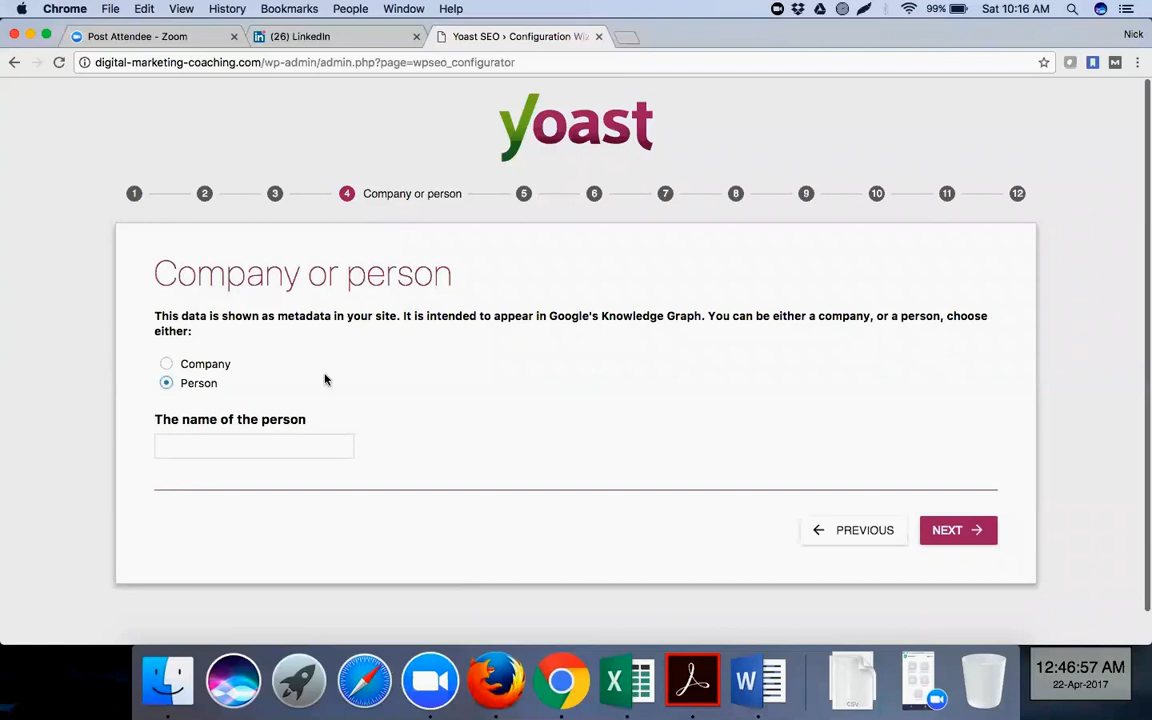 Chrome File Edit View History Bookmarks People Window Help 99% Sat 10:16 AM
Post Attendee - Zoom (26) LinkedIn Yoast SEO › Configuration Wiz Nick
digital-marketing-coaching.com/wp-admin/admin.php?page=wpseo_configurator
yoast
1 2 3 4 Company or person 5 6 7 8 9 10 11 12
Company or person
This data is shown as metadata in your site. It is intended to appear in Google's Knowledge Graph. You can be either a company, or a person, choose
either:
Company
Person
The name of the person
PREVIOUS NEXT
CSV
12:46:57 AM
22-Apr-2017